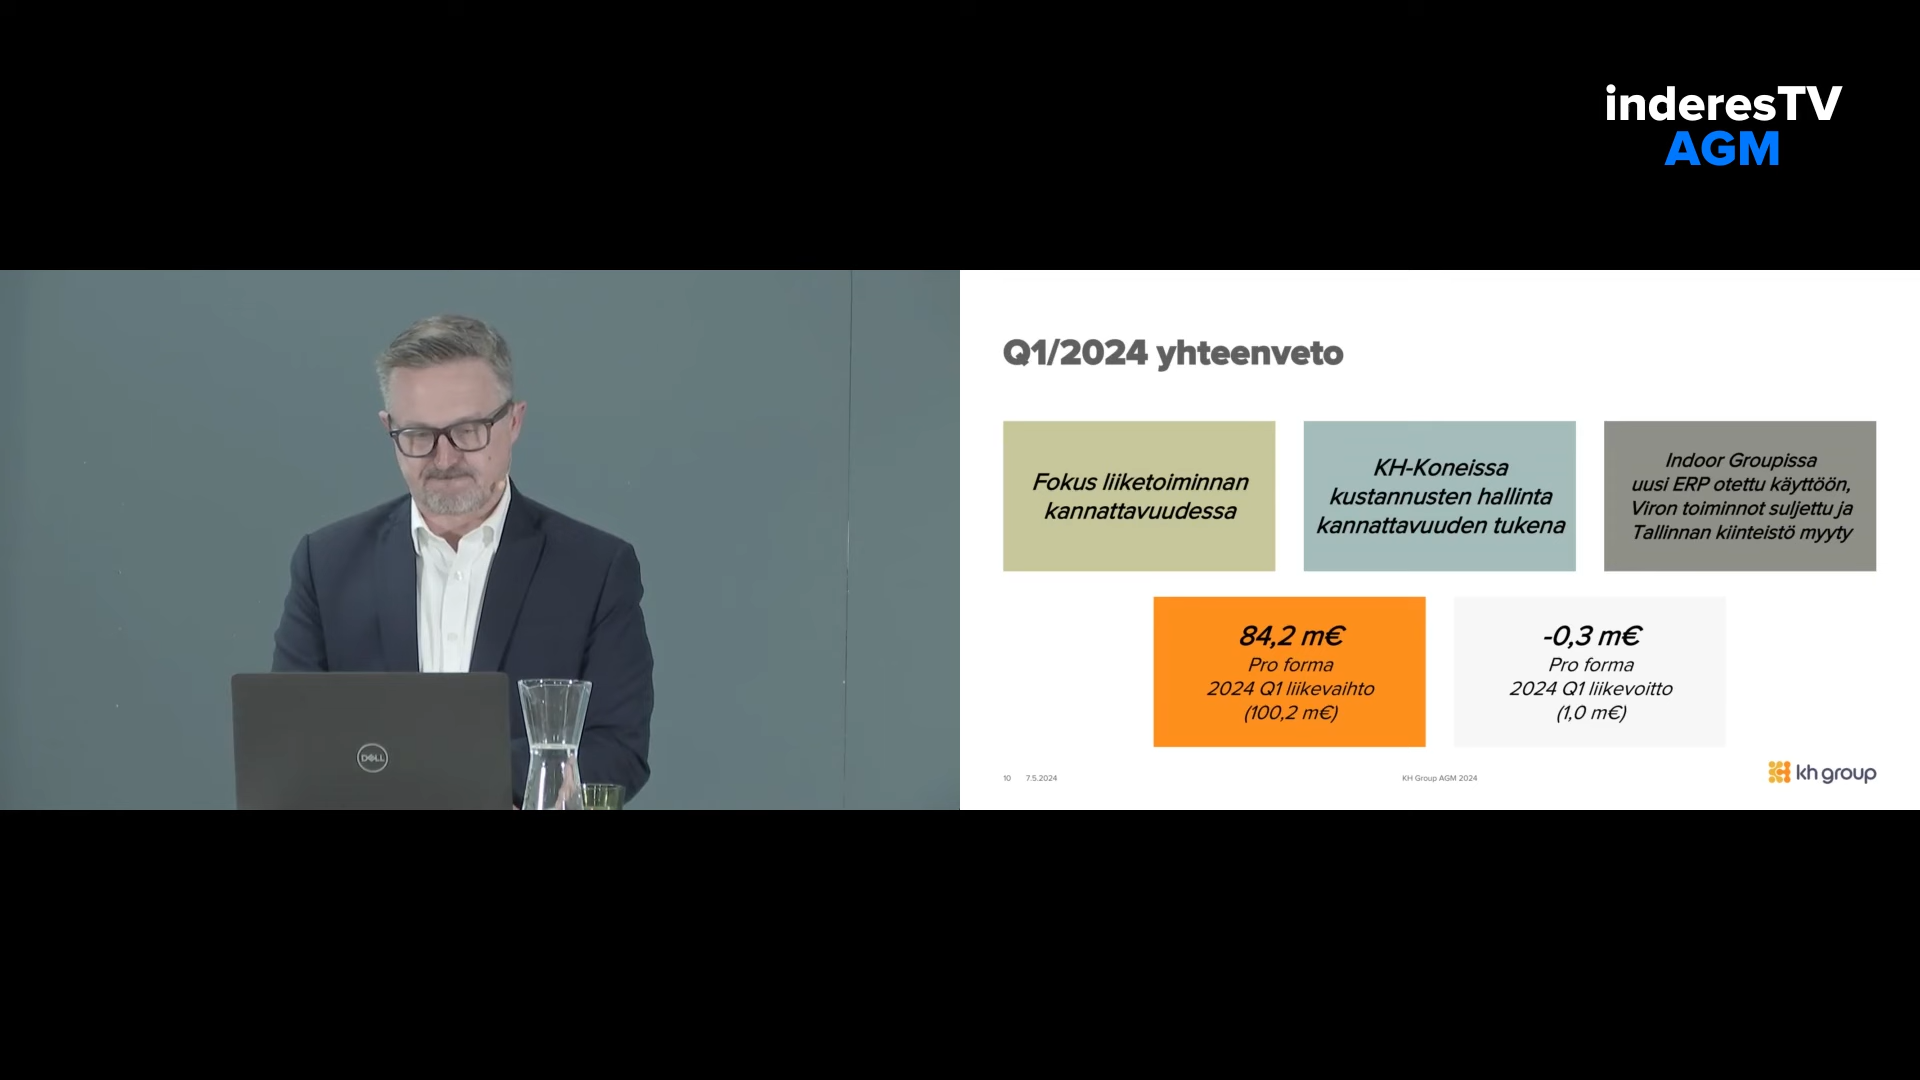 inderesTV
AGM
Q1/2024 yhteenveto
Fokus liiketoiminnan
kannattavuudessa
KH-Koneissa
kustannusten hallinta
kannattavuuden tukena
Indoor Groupissa
uusi ERP otettu käyttöön,
Viron toiminnot suljettu ja
Tallinnan kiinteistö myyty
84,2 m€
Pro forma
2024 Q1 liikevaihto
(100,2 m€)
-0,3 m€
Pro forma
2024 Q1 liikevoitto
(1,0 m€)
10 7.5.2024
KH Group AGM 2024
kh group
DELL